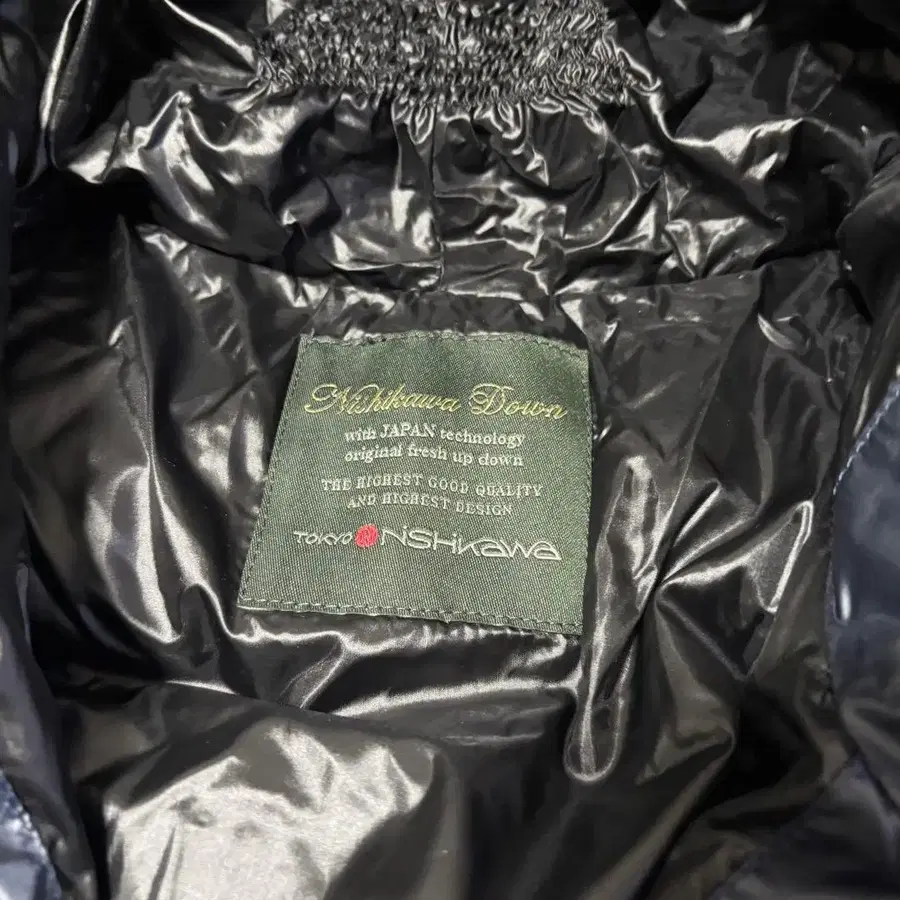 Nishikawa Down
with JAPAN technology
original fresh up down
THE HIGHEST GOOD QUALITY
AND HIGHEST DESIGN
TOKYO NiSHiKAWA